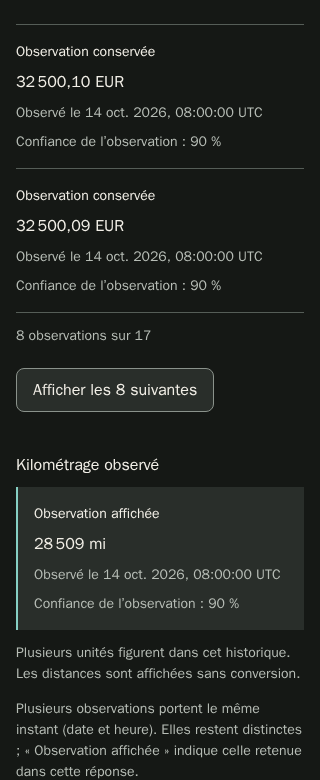 Observation conservée
32 500,10 EUR
Observé le 14 oct. 2026, 08:00:00 UTC
Confiance de l’observation : 90 %
Observation conservée
32 500,09 EUR
Observé le 14 oct. 2026, 08:00:00 UTC
Confiance de l’observation : 90 %
8 observations sur 17
Afficher les 8 suivantes
Kilométrage observé
Observation affichée
28 509 mi
Observé le 14 oct. 2026, 08:00:00 UTC
Confiance de l’observation : 90 %
Plusieurs unités figurent dans cet historique.
Les distances sont affichées sans conversion.
Plusieurs observations portent le même
instant (date et heure). Elles restent distinctes
; « Observation affichée » indique celle retenue
dans cette réponse.